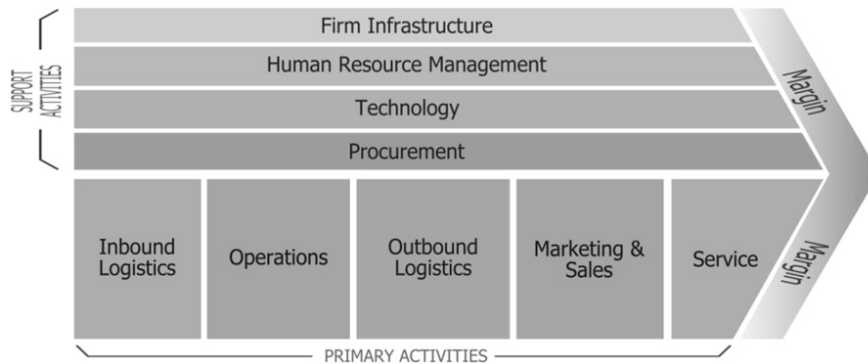 SUPPORT
ACTIVITIES
Firm Infrastructure
Human Resource Management
Technology
Procurement
Margin
Inbound
Logistics
Operations
Outbound
Logistics
Marketing &
Sales
Service
Margin
PRIMARY ACTIVITIES